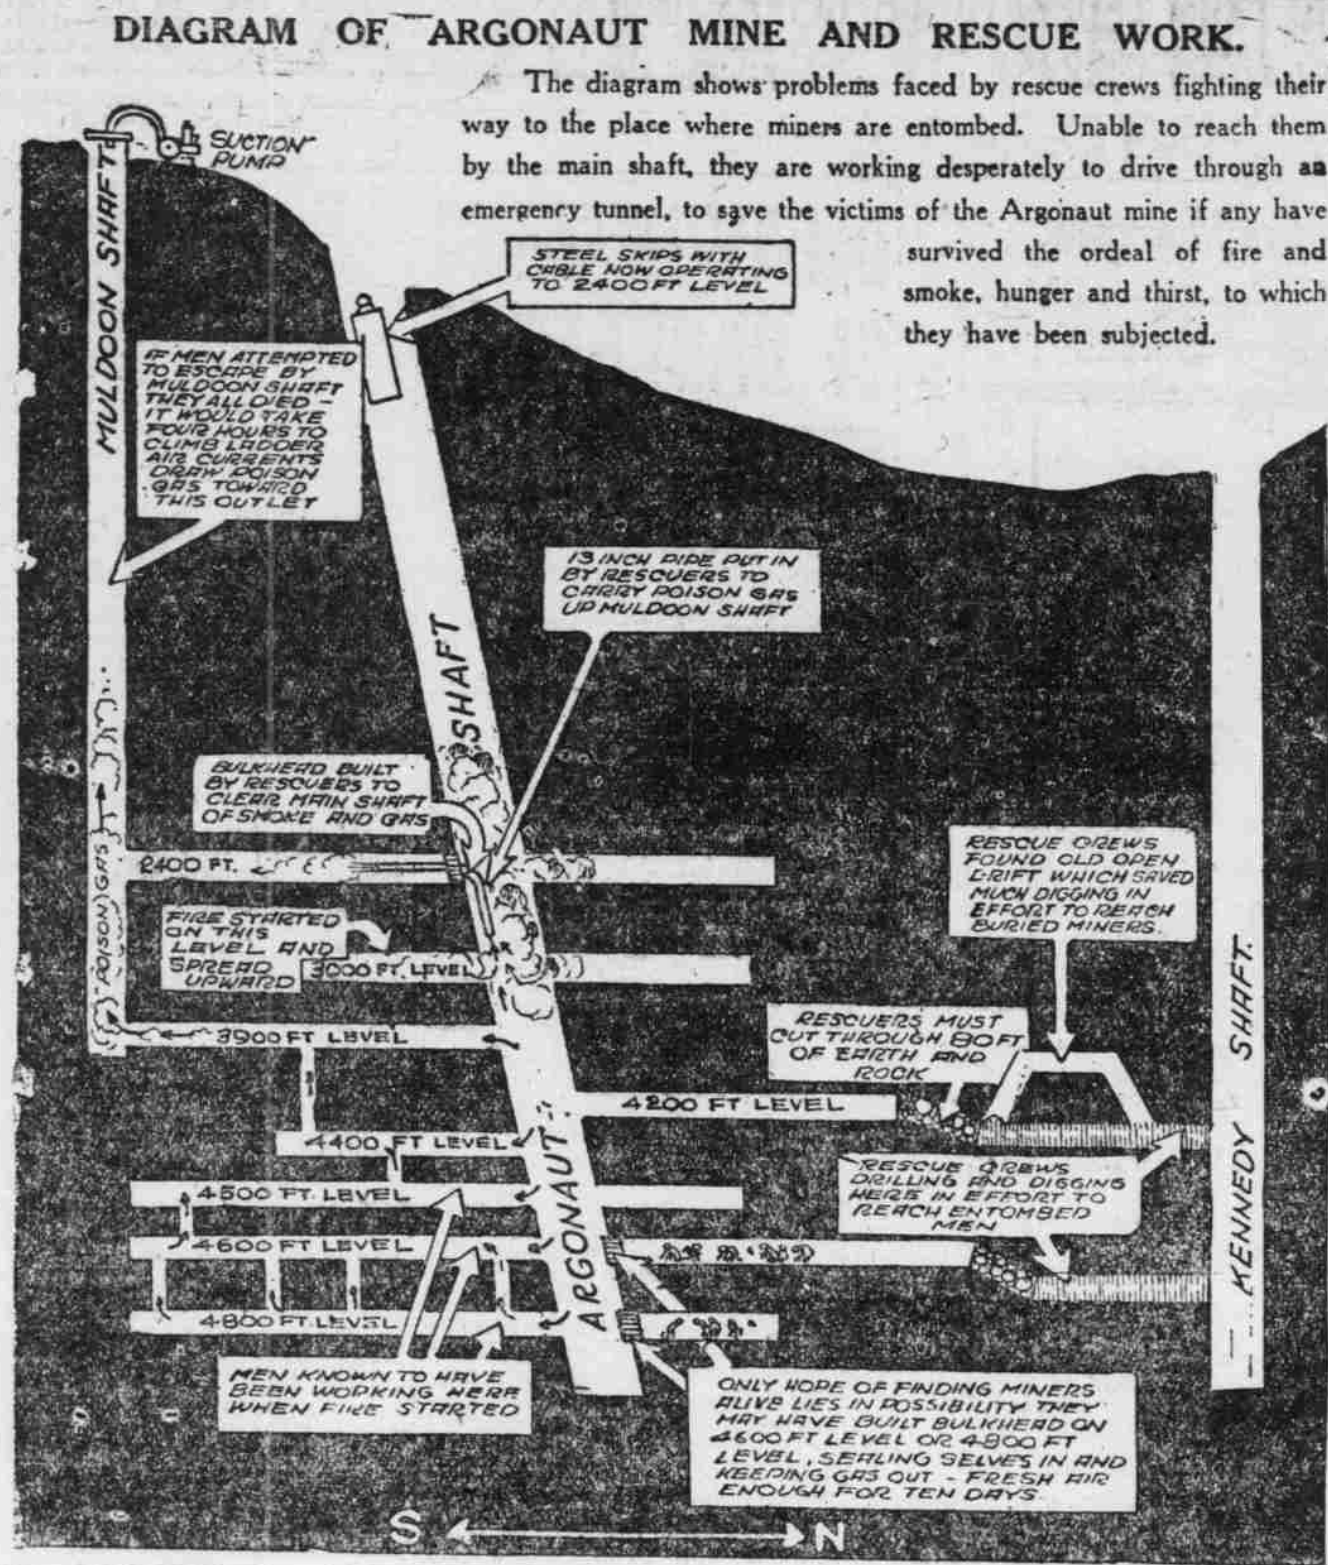 DIAGRAM OF ARGONAUT MINE AND RESCUE WORK.
The diagram shows problems faced by rescue crews fighting their
way to the place where miners are entombed. Unable to reach them
by the main shaft, they are working desperately to drive through an
emergency tunnel, to save the victims of the Argonaut mine if any have
survived the ordeal of fire and
smoke, hunger and thirst, to which
they have been subjected.
SUCTION
PUMP
MULDOON SHAFT
STEEL SKIPS WITH
CABLE NOW OPERATING
TO 2400 FT LEVEL
IF MEN ATTEMPTED
TO ESCAPE BY
MULDOON SHAFT
THEY ALL DIED -
IT WOULD TAKE
FOUR HOURS TO
CLIMB LADDER
AIR CURRENTS
DRAW POISON
GAS TOWARD
THIS OUTLET
13 INCH PIPE PUT IN
BY RESCUERS TO
CARRY POISON GAS
UP MULDOON SHAFT
ARGONAUT SHAFT
BULKHEAD BUILT
BY RESCUERS TO
CLEAR MAIN SHAFT
OF SMOKE AND GAS
POISON GAS
2400 FT.
FIRE STARTED
ON THIS
LEVEL AND
SPREAD
UPWARD
3000 FT. LEVEL
3900 FT LEVEL
RESCUE CREWS
FOUND OLD OPEN
DRIFT WHICH SAVED
MUCH DIGGING IN
EFFORT TO REACH
BURIED MINERS.
KENNEDY SHAFT.
RESCUERS MUST
CUT THROUGH 80 FT
OF EARTH AND
ROCK
4200 FT LEVEL
4400 FT LEVEL
RESCUE CREWS
DRILLING AND DIGGING
HERE IN EFFORT TO
REACH ENTOMBED
MEN
4500 FT. LEVEL
4600 FT LEVEL
4800 FT. LEVEL
MEN KNOWN TO HAVE
BEEN WORKING HERE
WHEN FIRE STARTED
ONLY HOPE OF FINDING MINERS
ALIVE LIES IN POSSIBILITY THEY
MAY HAVE BUILT BULKHEAD ON
4600 FT LEVEL OR 4800 FT
LEVEL, SEALING SELVES IN AND
KEEPING GAS OUT - FRESH AIR
ENOUGH FOR TEN DAYS.
S N